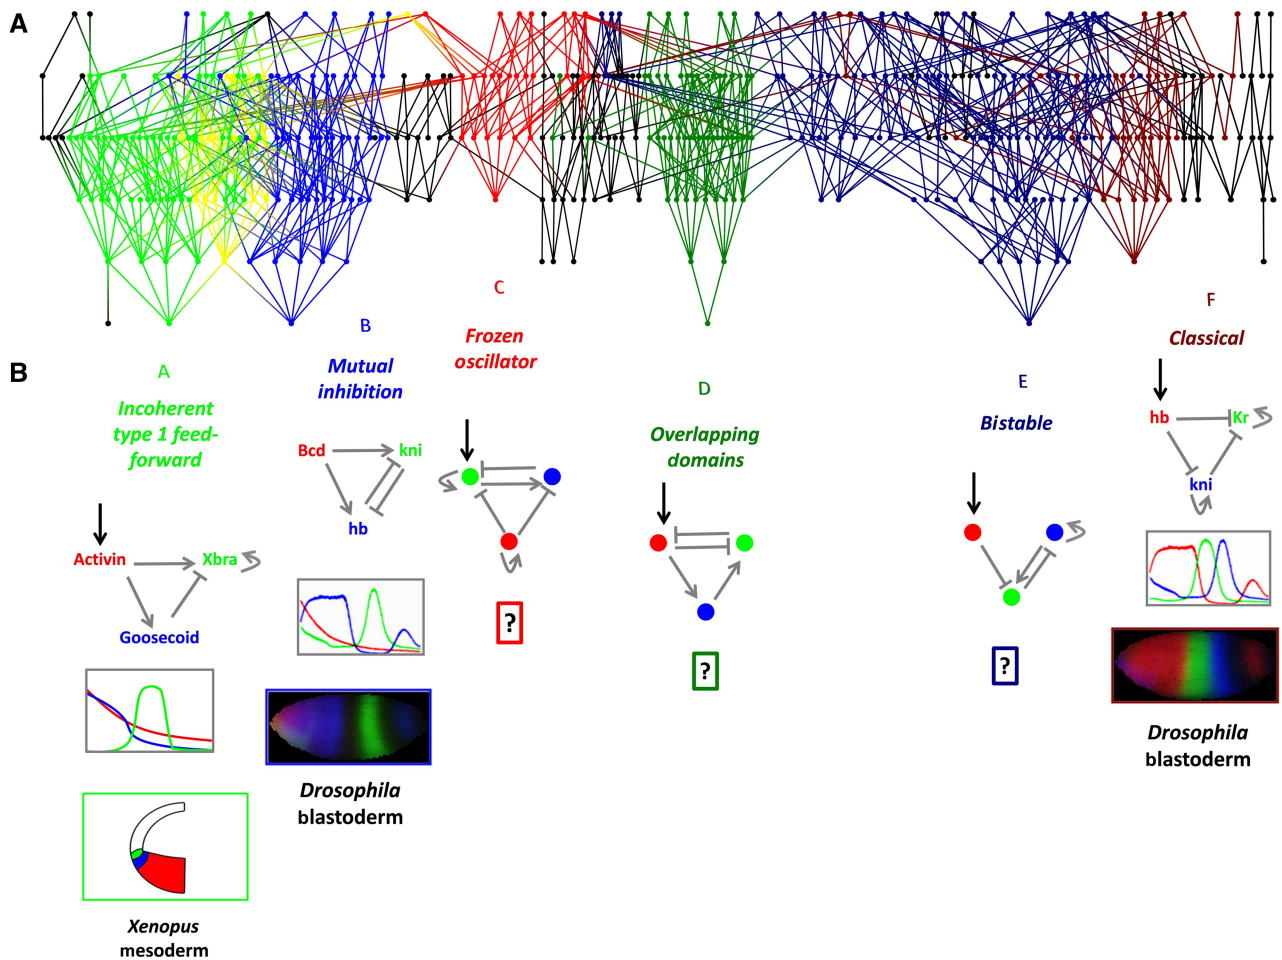 A
B
A
Incoherent
type 1 feed-
forward
Activin
Xbra
Goosecoid
Xenopus
mesoderm
B
Mutual
inhibition
Bcd
kni
hb
Drosophila
blastoderm
C
Frozen
oscillator
?
D
Overlapping
domains
?
E
Bistable
?
F
Classical
hb
Kr
kni
Drosophila
blastoderm